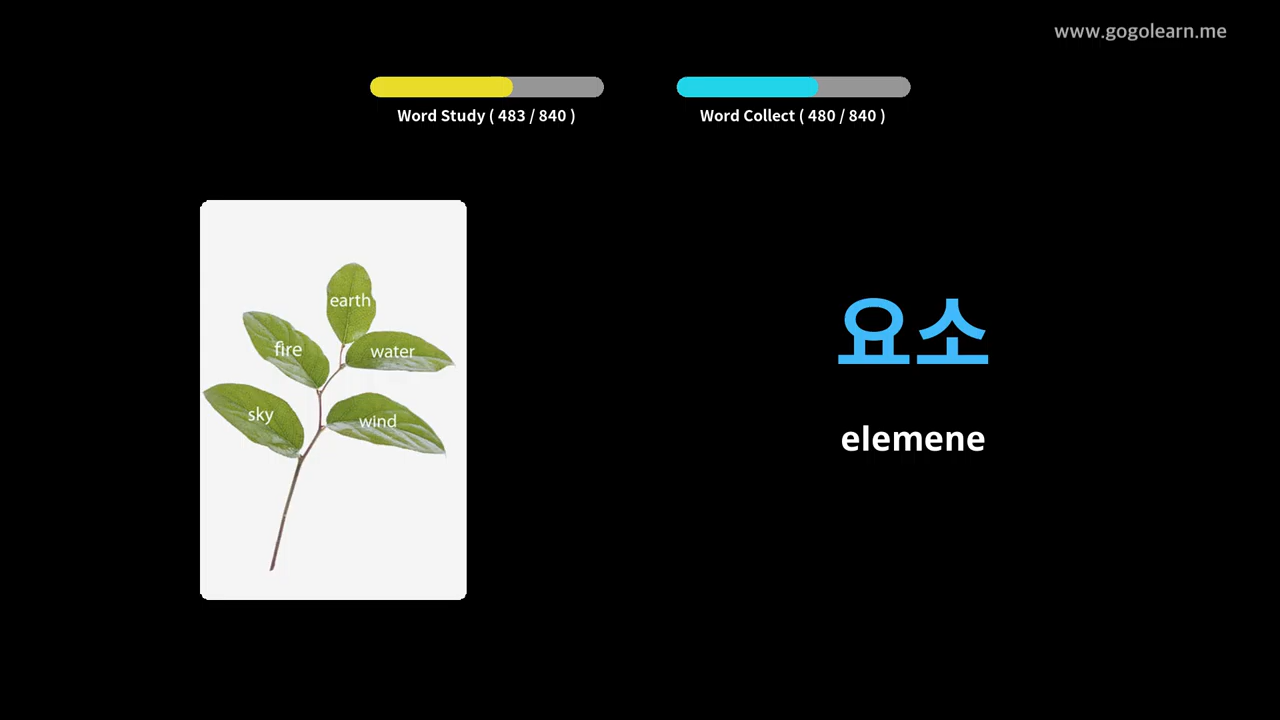 www.gogolearn.me
Word Study ( 483 / 840 )
Word Collect ( 480 / 840 )
earth
fire
water
sky
wind
요소
elemene